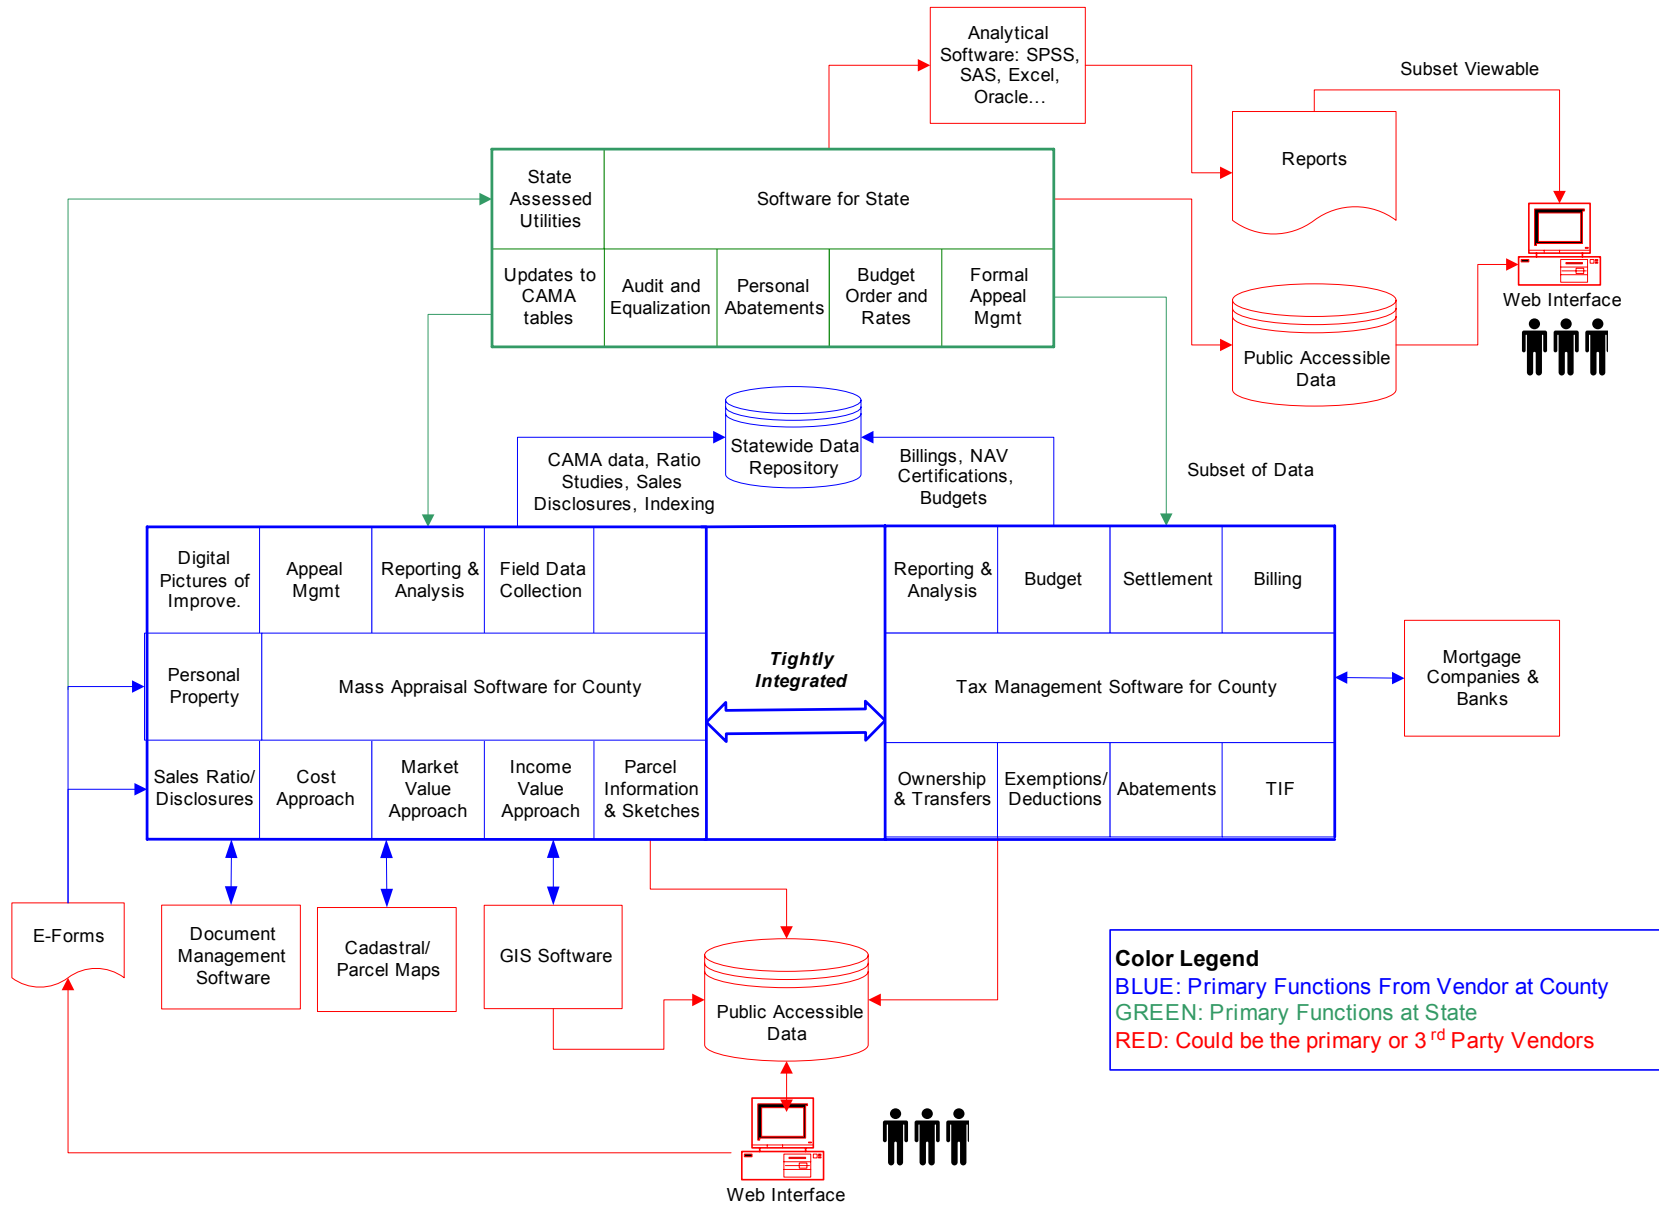 Analytical
Software: SPSS,
SAS, Excel,
Oracle…
Subset Viewable
Reports
State
Assessed
Utilities
Software for State
Updates to
CAMA
tables
Audit and
Equalization
Personal
Abatements
Budget
Order and
Rates
Formal
Appeal
Mgmt
Web Interface
Public Accessible
Data
Statewide Data
Repository
CAMA data, Ratio
Studies, Sales
Disclosures, Indexing
Billings, NAV
Certifications,
Budgets
Subset of Data
Digital
Pictures of
Improve.
Appeal
Mgmt
Reporting &
Analysis
Field Data
Collection
Reporting &
Analysis
Budget
Settlement
Billing
Personal
Property
Mass Appraisal Software for County
Tightly
Integrated
Tax Management Software for County
Mortgage
Companies &
Banks
Sales Ratio/
Disclosures
Cost
Approach
Market
Value
Approach
Income
Value
Approach
Parcel
Information
& Sketches
Ownership
& Transfers
Exemptions/
Deductions
Abatements
TIF
E-Forms
Document
Management
Software
Cadastral/
Parcel Maps
GIS Software
Public Accessible
Data
Color Legend
BLUE: Primary Functions From Vendor at County
GREEN: Primary Functions at State
RED: Could be the primary or 3rd Party Vendors
Web Interface